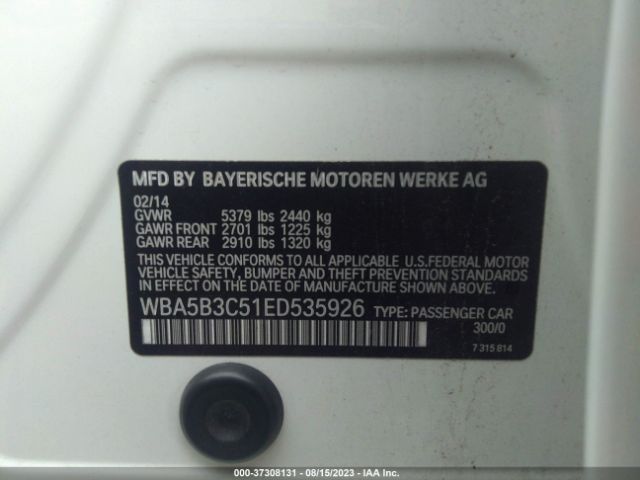 MFD BY BAYERISCHE MOTOREN WERKE AG
02/14
GVWR 5379 lbs 2440 kg
GAWR FRONT 2701 lbs 1225 kg
GAWR REAR 2910 lbs 1320 kg
THIS VEHICLE CONFORMS TO ALL APPLICABLE U.S.FEDERAL MOTOR
VEHICLE SAFETY, BUMPER AND THEFT PREVENTION STANDARDS
IN EFFECT ON THE DATE OF MANUFACTURE SHOWN ABOVE.
WBA5B3C51ED535926 TYPE: PASSENGER CAR
300/0
7 315 814
000-37308131 - 08/15/2023 - IAA Inc.